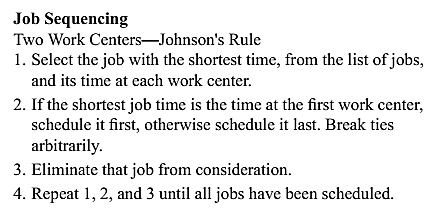 Job Sequencing
Two Work Centers—Johnson's Rule
1. Select the job with the shortest time, from the list of jobs,
and its time at each work center.
2. If the shortest job time is the time at the first work center,
schedule it first, otherwise schedule it last. Break ties
arbitrarily.
3. Eliminate that job from consideration.
4. Repeat 1, 2, and 3 until all jobs have been scheduled.